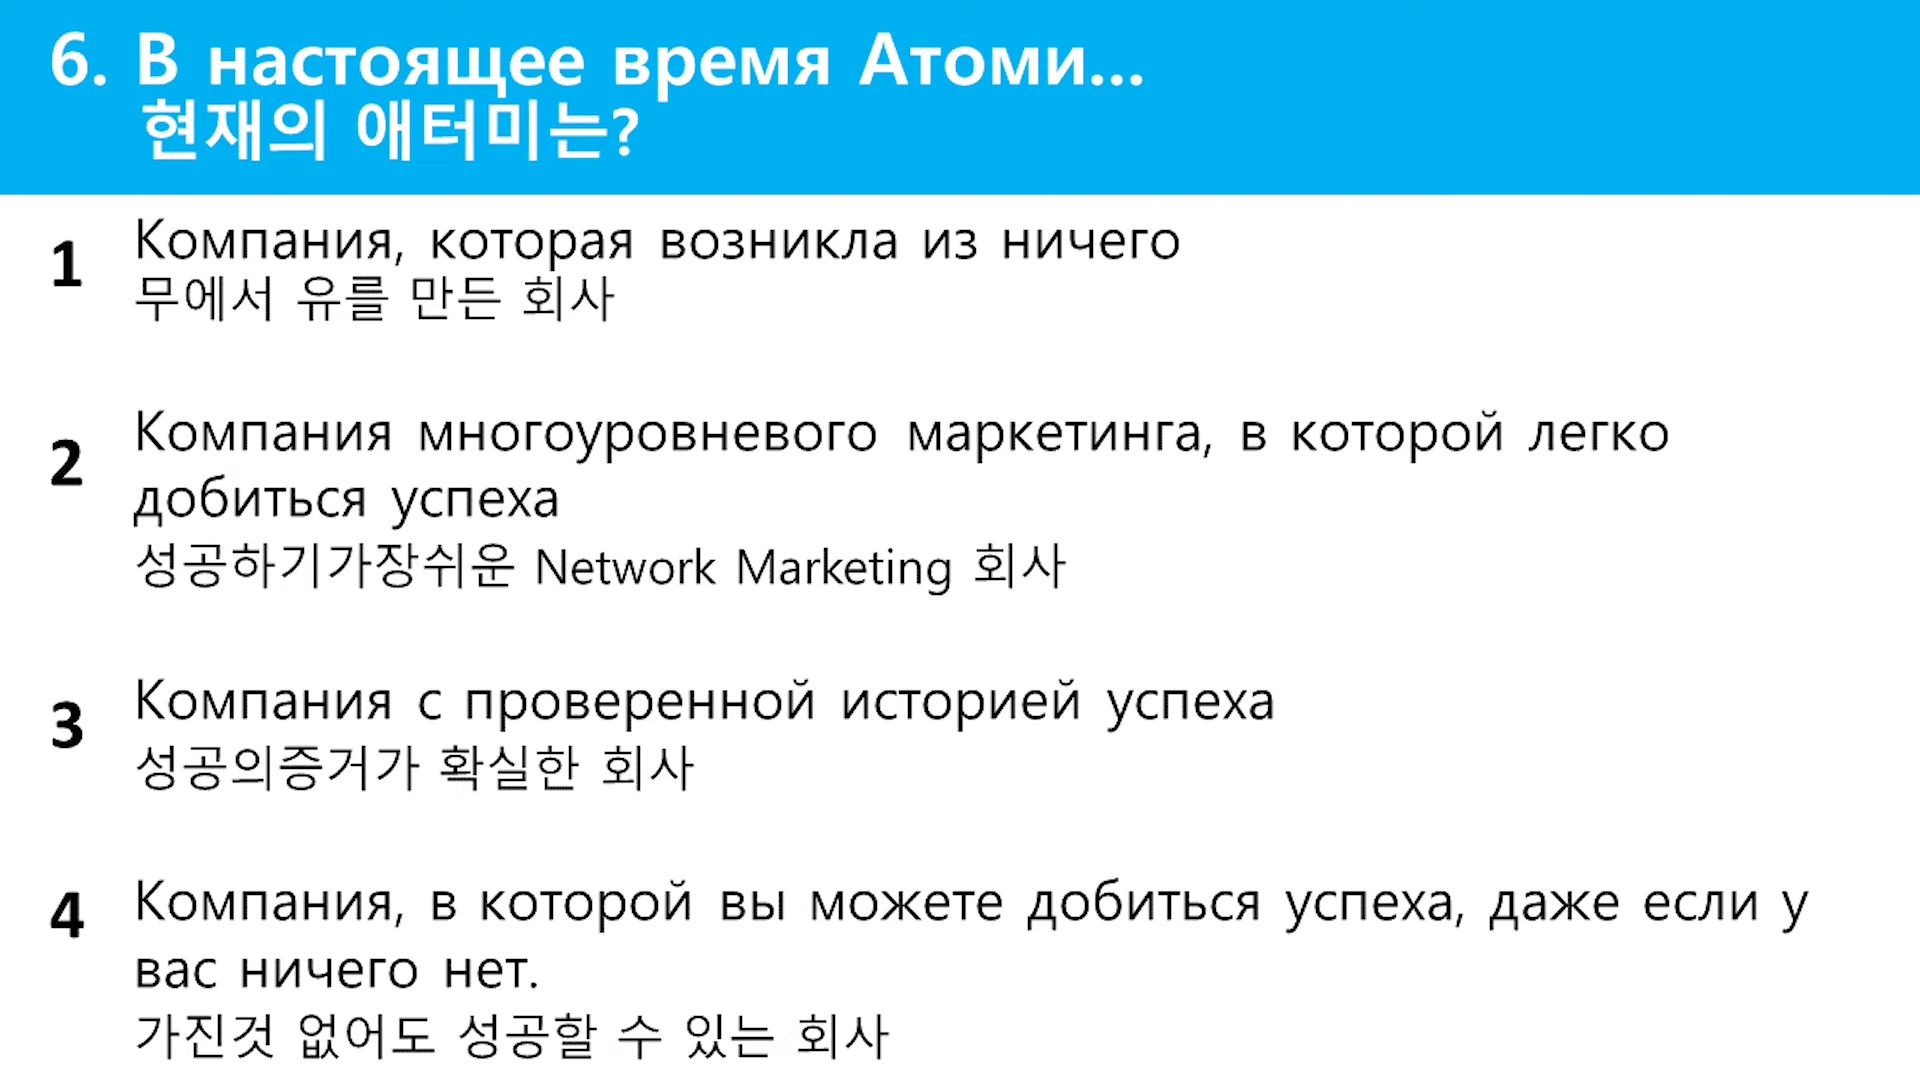 6. В настоящее время Атоми...
현재의 애터미는?
1
Компания, которая возникла из ничего
무에서 유를 만든 회사
2
Компания многоуровневого маркетинга, в которой легко
добиться успеха
성공하기가장쉬운 Network Marketing 회사
3
Компания с проверенной историей успеха
성공의증거가 확실한 회사
4
Компания, в которой вы можете добиться успеха, даже если у
вас ничего нет.
가진것 없어도 성공할 수 있는 회사